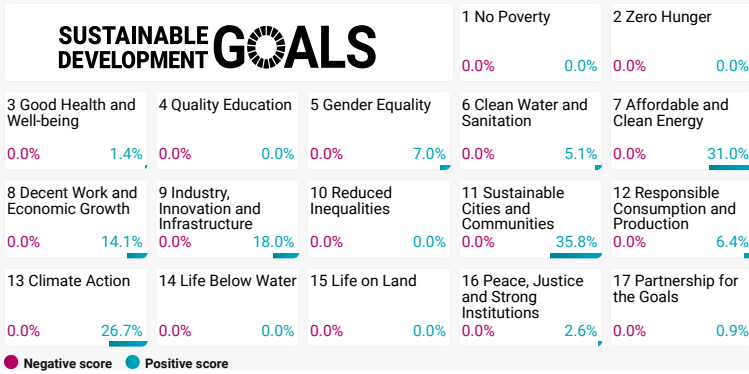 SUSTAINABLE
DEVELOPMENT
GOALS
1 No Poverty
0.0% 0.0%
2 Zero Hunger
0.0% 0.0%
3 Good Health and
Well-being
0.0% 1.4%
4 Quality Education
0.0% 0.0%
5 Gender Equality
0.0% 7.0%
6 Clean Water and
Sanitation
0.0% 5.1%
7 Affordable and
Clean Energy
0.0% 31.0%
8 Decent Work and
Economic Growth
0.0% 14.1%
9 Industry,
Innovation and
Infrastructure
0.0% 18.0%
10 Reduced
Inequalities
0.0% 0.0%
11 Sustainable
Cities and
Communities
0.0% 35.8%
12 Responsible
Consumption and
Production
0.0% 6.4%
13 Climate Action
0.0% 26.7%
14 Life Below Water
0.0% 0.0%
15 Life on Land
0.0% 0.0%
16 Peace, Justice
and Strong
Institutions
0.0% 2.6%
17 Partnership for
the Goals
0.0% 0.9%
Negative score Positive score